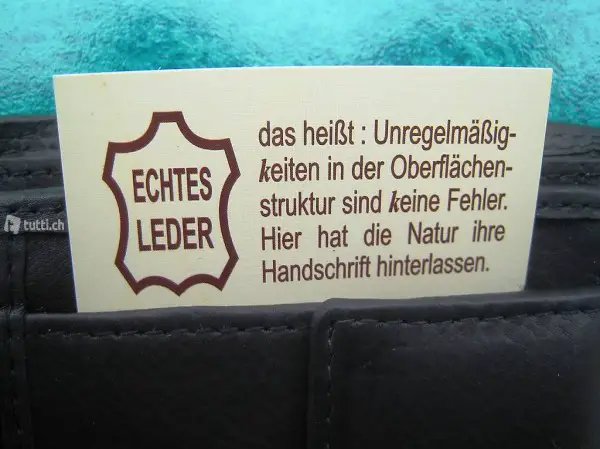 ECHTES
LEDER
das heißt : Unregelmäßig-
keiten in der Oberflächen-
struktur sind keine Fehler.
Hier hat die Natur ihre
Handschrift hinterlassen.
tutti.ch